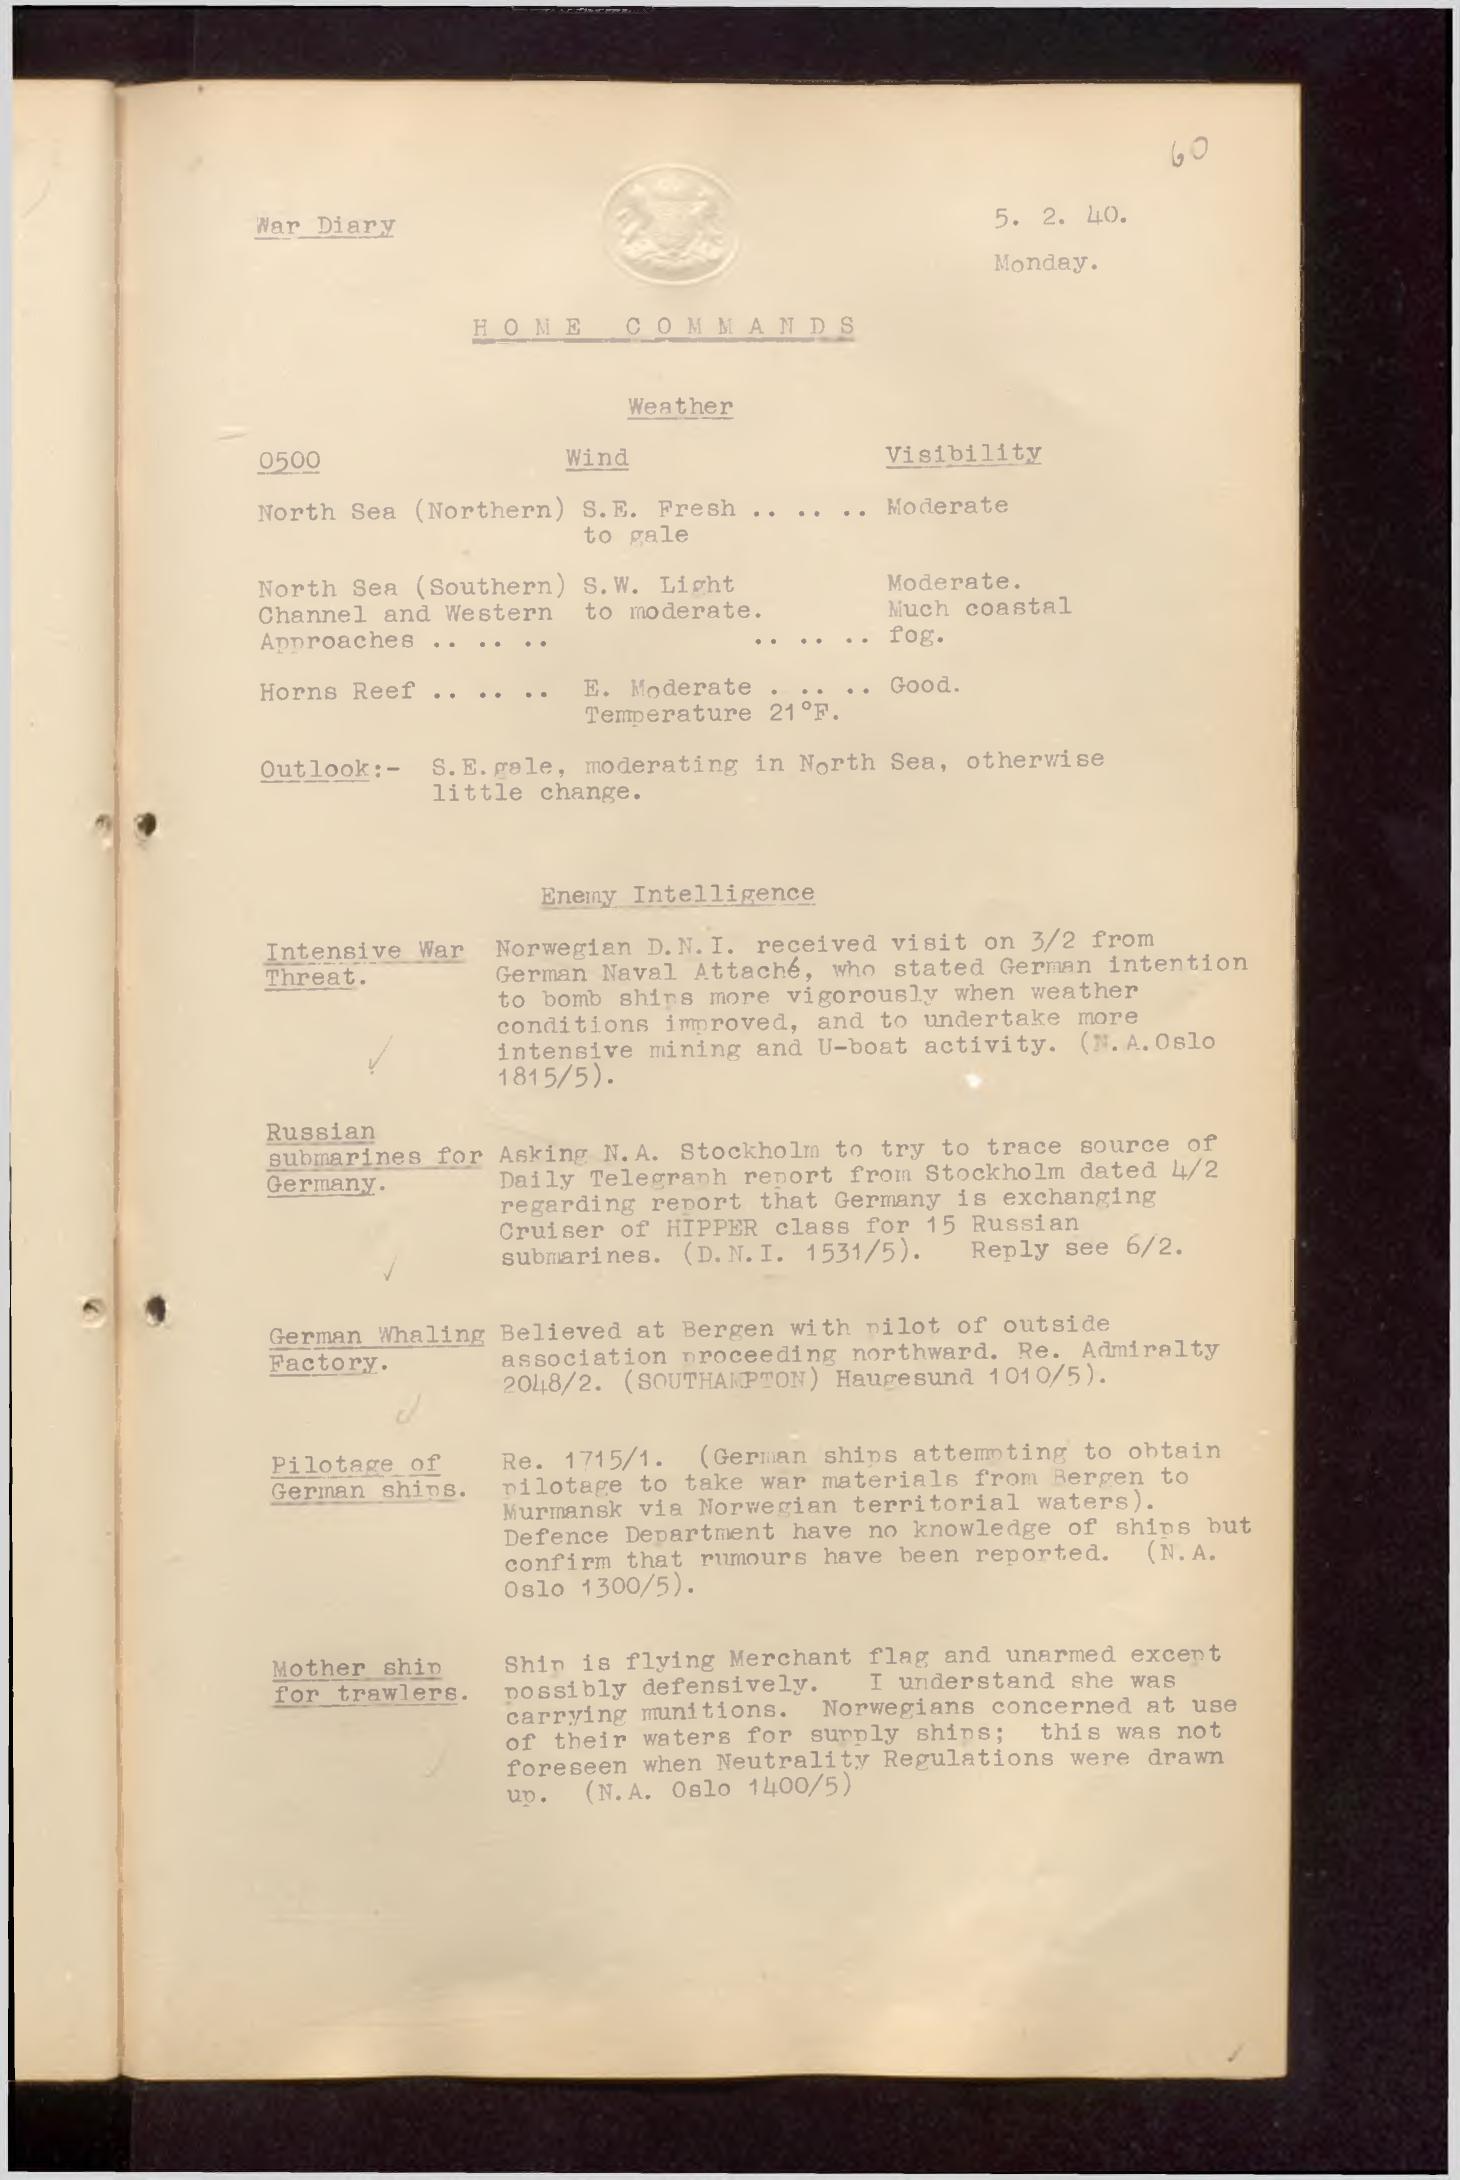 60
War Diary
5. 2. 40.
Monday.
HOME COMMANDS
Weather
0500 Wind Visibility
North Sea (Northern) S.E. Fresh .. .. .. Moderate
to gale
North Sea (Southern) S.W. Light Moderate.
Channel and Western to moderate. Much coastal
Approaches .. .. .. .. .. .. fog.
Horns Reef .. .. .. E. Moderate . .. .. Good.
Temperature 21°F.
Outlook:- S.E.gale, moderating in North Sea, otherwise
little change.
Enemy Intelligence
Intensive War Norwegian D.N.I. received visit on 3/2 from
Threat. German Naval Attaché, who stated German intention
to bomb ships more vigorously when weather
conditions improved, and to undertake more
intensive mining and U-boat activity. (N.A.Oslo
1815/5).
Russian
submarines for Asking N.A. Stockholm to try to trace source of
Germany. Daily Telegraph report from Stockholm dated 4/2
regarding report that Germany is exchanging
Cruiser of HIPPER class for 15 Russian
submarines. (D.N.I. 1531/5). Reply see 6/2.
German Whaling Believed at Bergen with pilot of outside
Factory. association proceeding northward. Re. Admiralty
2048/2. (SOUTHAMPTON) Haugesund 1010/5).
Pilotage of Re. 1715/1. (German ships attempting to obtain
German ships. pilotage to take war materials from Bergen to
Murmansk via Norwegian territorial waters).
Defence Department have no knowledge of ships but
confirm that rumours have been reported. (N.A.
Oslo 1300/5).
Mother ship Ship is flying Merchant flag and unarmed except
for trawlers. possibly defensively. I understand she was
carrying munitions. Norwegians concerned at use
of their waters for supply ships; this was not
foreseen when Neutrality Regulations were drawn
up. (N.A. Oslo 1400/5)